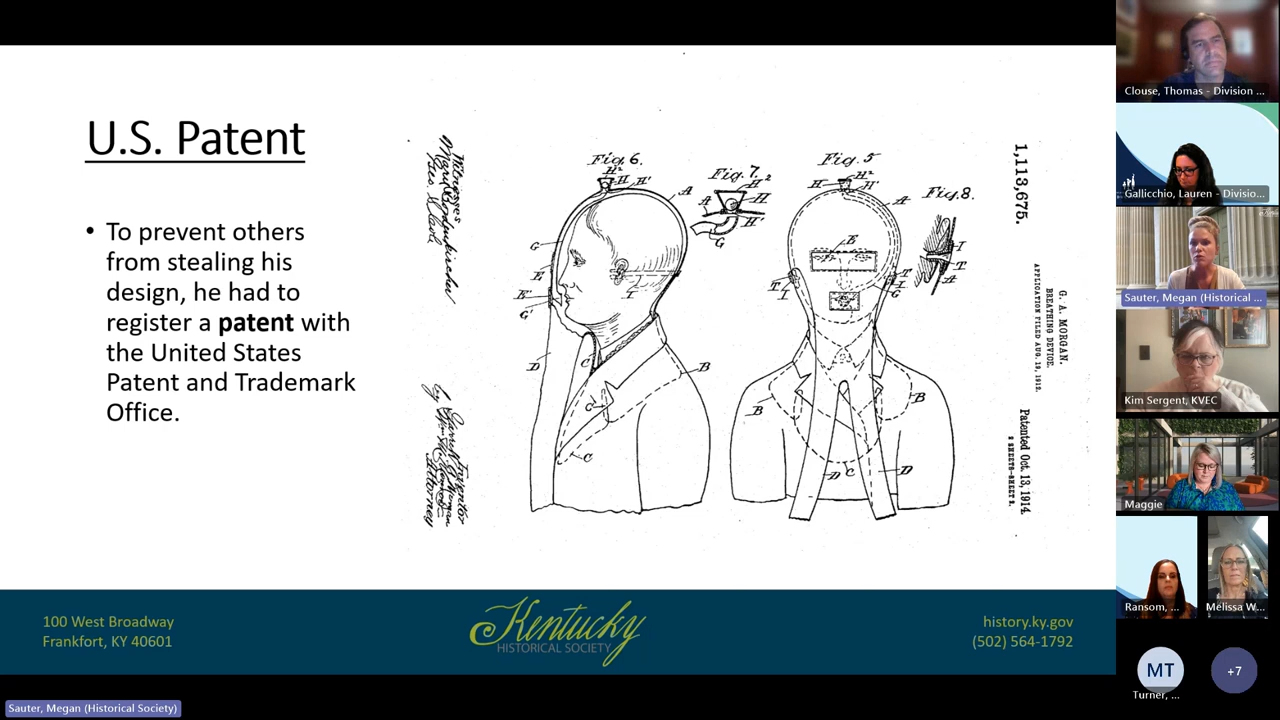 U.S. Patent
• To prevent others
from stealing his
design, he had to
register a patent with
the United States
Patent and Trademark
Office.
Fig. 6.
Fig. 7.
Fig. 5
Fig. 8.
1,113,675.
G. A. MORGAN.
BREATHING DEVICE.
APPLICATION FILED AUG. 19, 1912.
Patented Oct. 13, 1914.
2 SHEETS—SHEET 2.
Witnesses
Inventor
Attorney
100 West Broadway
Frankfort, KY 40601
Kentucky
HISTORICAL SOCIETY
history.ky.gov
(502) 564-1792
Sauter, Megan (Historical Society)
Clouse, Thomas - Division ...
Gallicchio, Lauren - Divisio...
Sauter, Megan (Historical ...
Kim Sergent, KVEC
Maggie
Ransom, ...
Melissa W...
MT
Turner, ...
+7